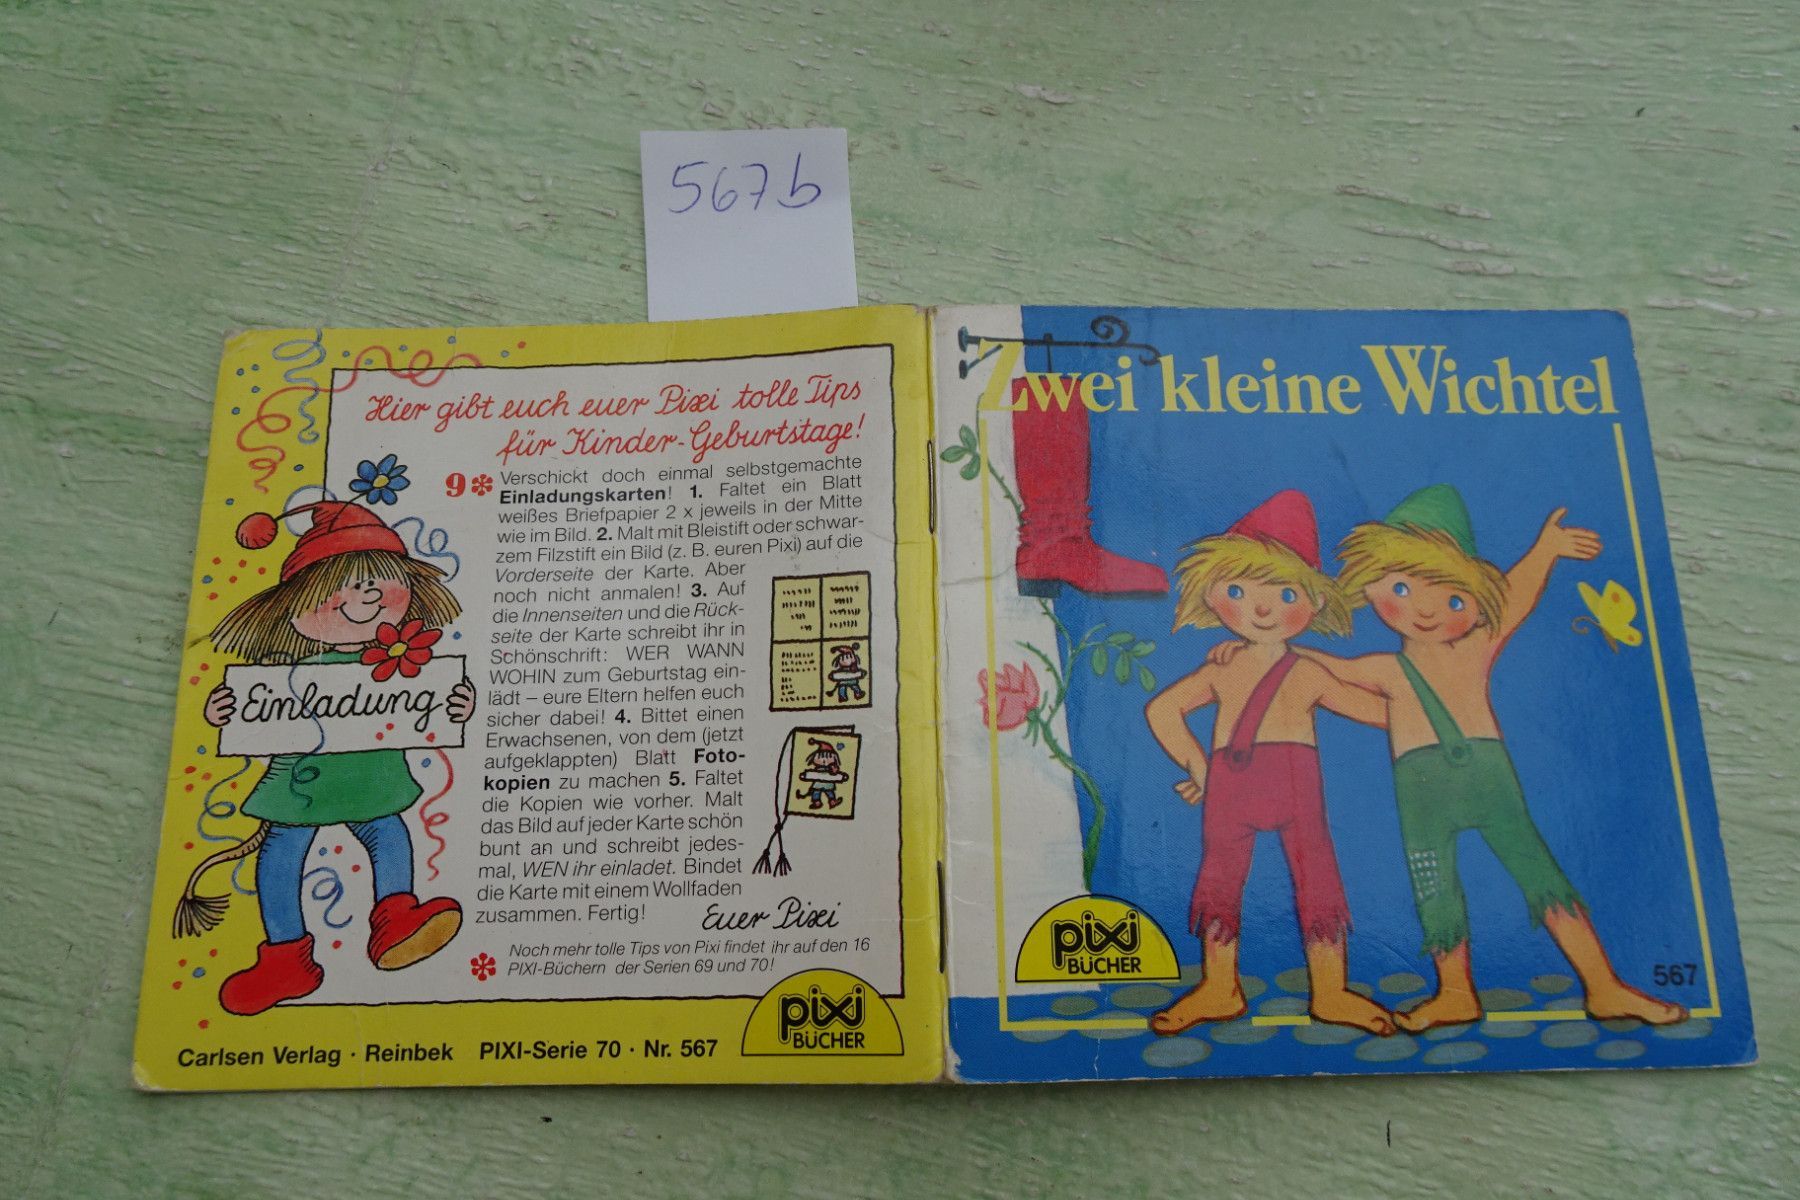 567b
Hier gibt euch euer Pixi tolle Tips
für Kinder-Geburtstage!
9 Verschickt doch einmal selbstgemachte
Einladungskarten! 1. Faltet ein Blatt
weißes Briefpapier 2 x jeweils in der Mitte
wie im Bild. 2. Malt mit Bleistift oder schwar-
zem Filzstift ein Bild (z. B. euren Pixi) auf die
Vorderseite der Karte. Aber
noch nicht anmalen! 3. Auf
die Innenseiten und die Rück-
seite der Karte schreibt ihr in
Schönschrift: WER WANN
WOHIN zum Geburtstag ein-
lädt – eure Eltern helfen euch
sicher dabei! 4. Bittet einen
Erwachsenen, von dem (jetzt
aufgeklappten) Blatt Foto-
kopien zu machen 5. Faltet
die Kopien wie vorher. Malt
das Bild auf jeder Karte schön
bunt an und schreibt jedes-
mal, WEN ihr einladet. Bindet
die Karte mit einem Wollfaden
zusammen. Fertig!
Euer Pixi
Noch mehr tolle Tips von Pixi findet ihr auf den 16
PIXI-Büchern der Serien 69 und 70!
Einladung
Carlsen Verlag · Reinbek PIXI-Serie 70 · Nr. 567
pixi
BÜCHER
Zwei kleine Wichtel
pixi
BÜCHER
567